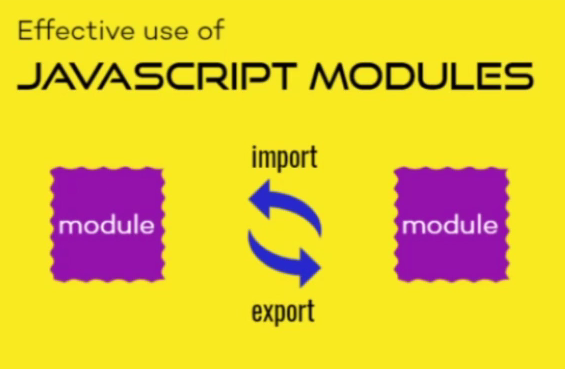 Effective use of
JAVASCRIPT MODULES
import
module
module
export